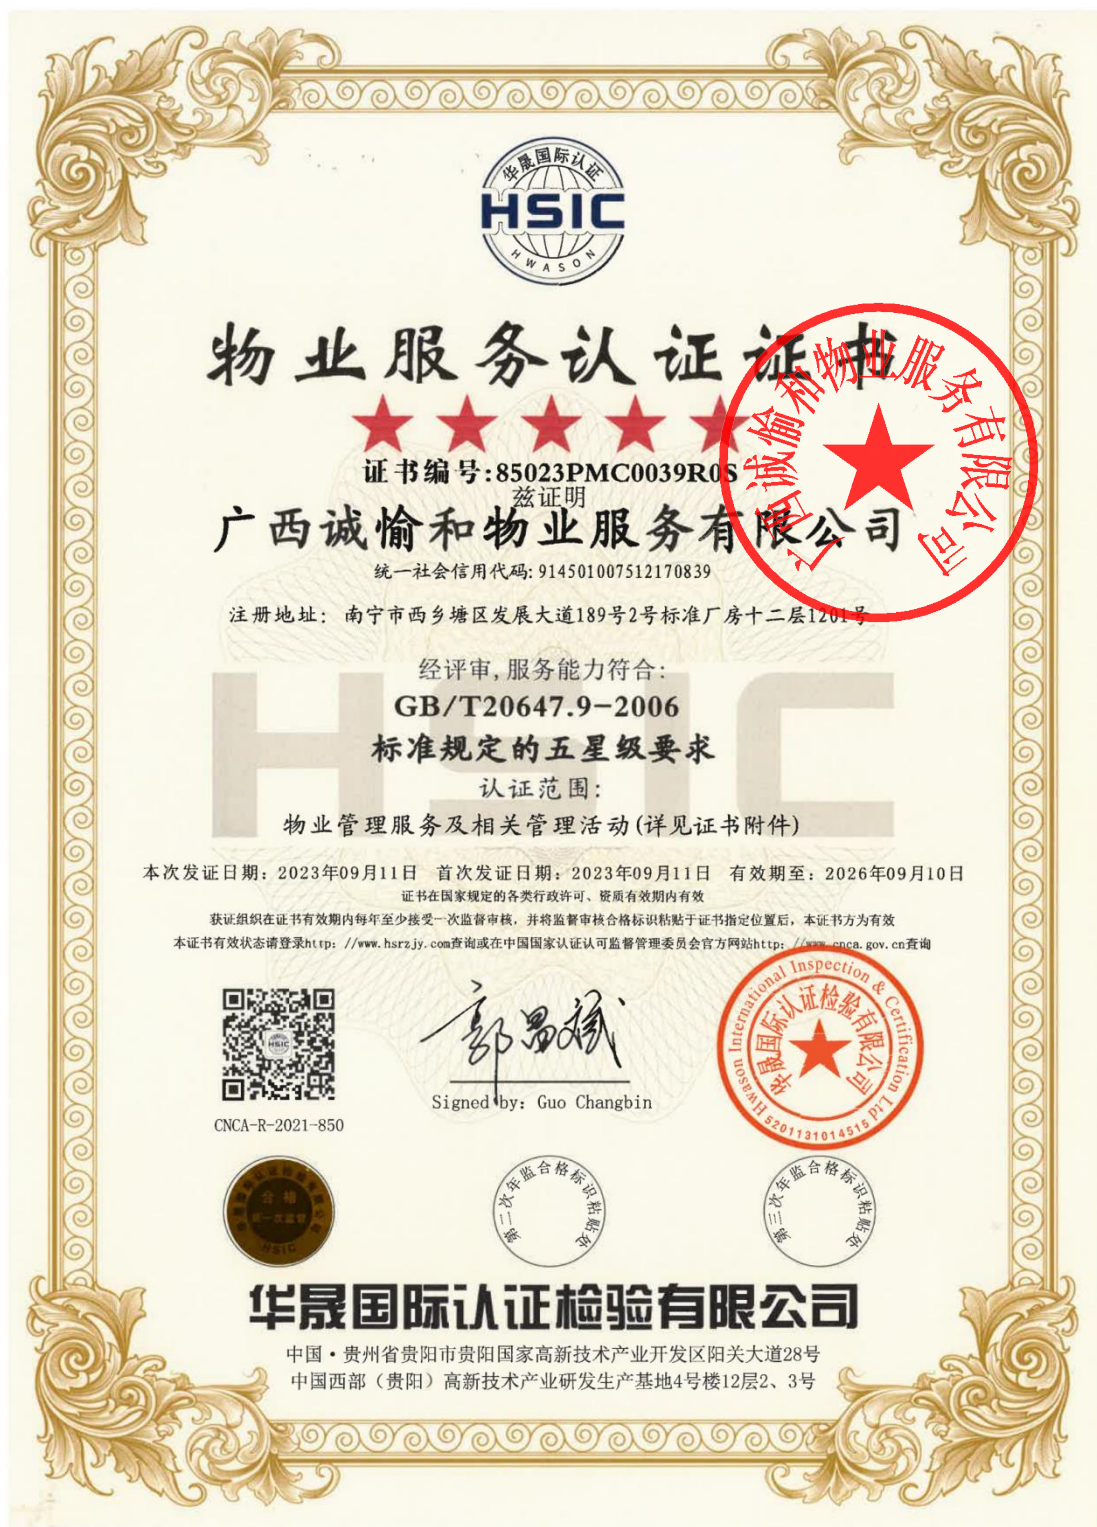 华晟国际认证
HSIC
HWASON
物业服务认证证书
证书编号:85023PMC0039R0S
兹证明
广西诚愉和物业服务有限公司
广西诚愉和物业服务有限公司
统一社会信用代码:914501007512170839
注册地址：南宁市西乡塘区发展大道189号2号标准厂房十二层1201号
经评审,服务能力符合:
GB/T20647.9-2006
标准规定的五星级要求
认证范围:
物业管理服务及相关管理活动(详见证书附件)
本次发证日期：2023年09月11日 首次发证日期：2023年09月11日 有效期至：2026年09月10日
证书在国家规定的各类行政许可、资质有效期内有效
获证组织在证书有效期内每年至少接受一次监督审核，并将监督审核合格标识粘贴于证书指定位置后，本证书方为有效
本证书有效状态请登录http：//www.hsrzjy.com查询或在中国国家认证认可监督管理委员会官方网站http：//www.cnca.gov.cn查询
HSIC
CNCA-R-2021-850
郭昌斌
Signed by：Guo Changbin
Hwason International Inspection & Certification Ltd
华晟国际认证检验有限公司
5201131014515
合格
第一次监督
HSIC
第二次年监合格标识粘贴处
第三次年监合格标识粘贴处
华晟国际认证检验有限公司
中国·贵州省贵阳市贵阳国家高新技术产业开发区阳关大道28号
中国西部（贵阳）高新技术产业研发生产基地4号楼12层2、3号